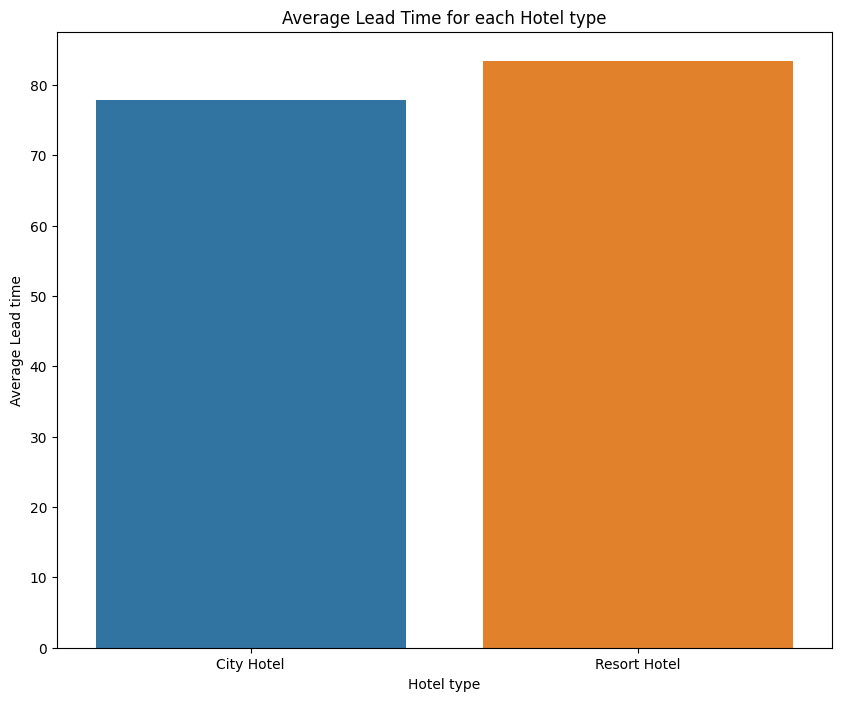 Average Lead Time for each Hotel type
Average Lead time
80
70
60
50
40
30
20
10
0
City Hotel
Resort Hotel
Hotel type